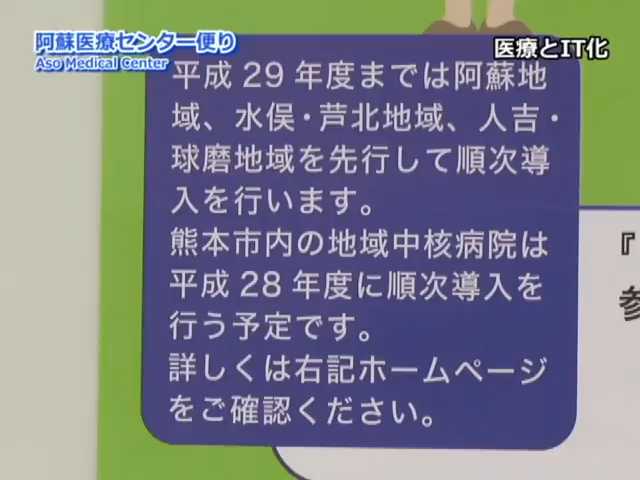 阿蘇医療センター便り
Aso Medical Center
医療とIT化
平成29年度までは阿蘇地
域、水俣・芦北地域、人吉・
球磨地域を先行して順次導
入を行います。
熊本市内の地域中核病院は
平成28年度に順次導入を
行う予定です。
詳しくは右記ホームページ
をご確認ください。
『